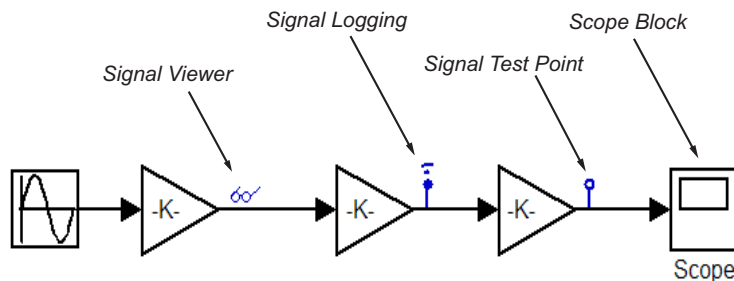 Signal Logging
Scope Block
Signal Viewer
Signal Test Point
-K-
-K-
-K-
Scope